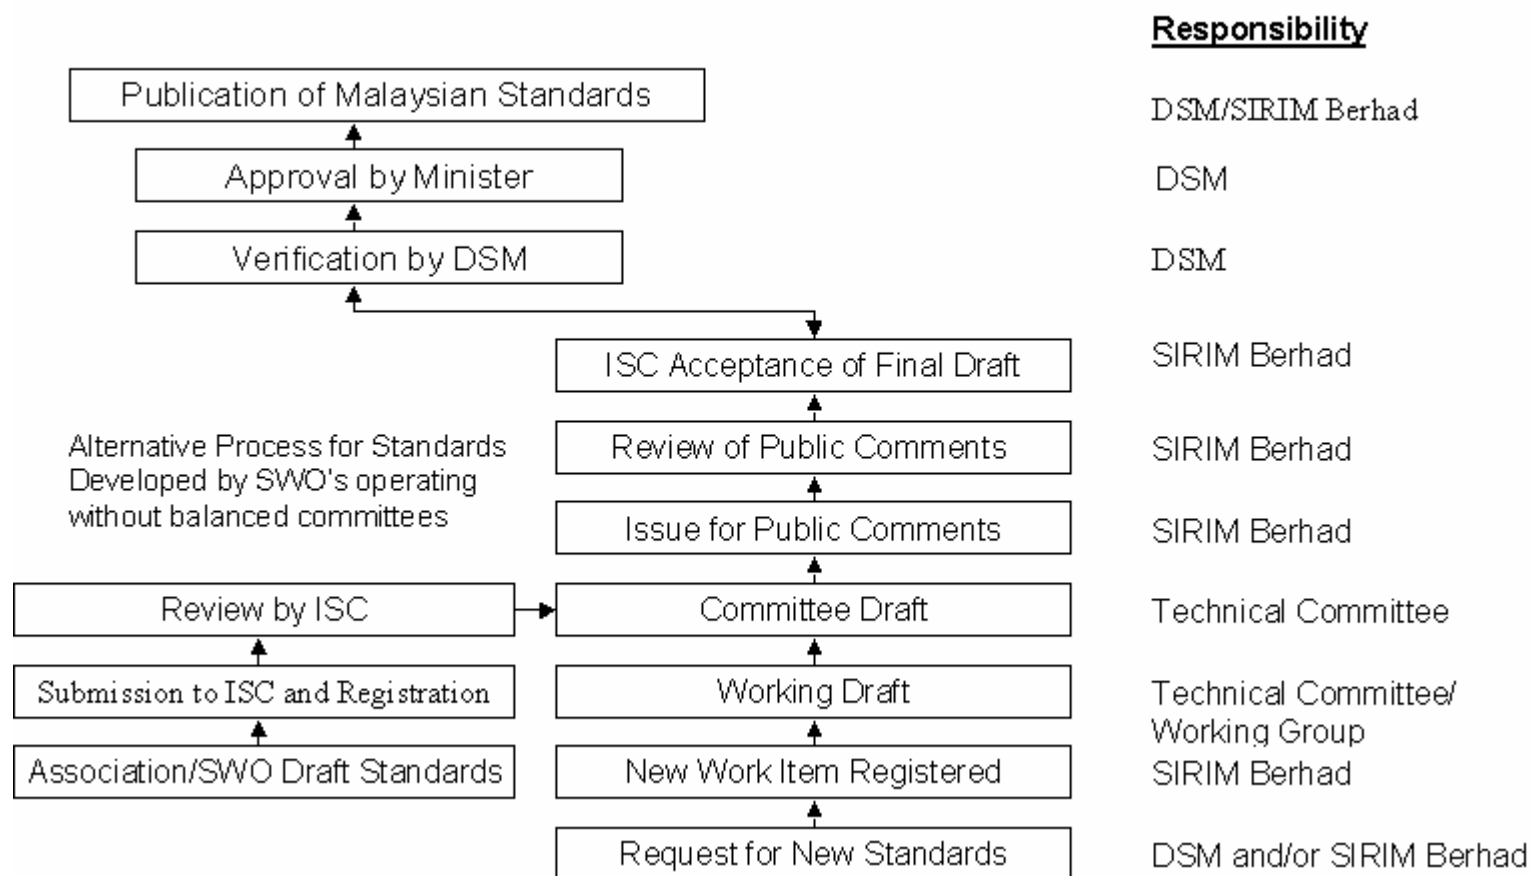 Responsibility
Publication of Malaysian Standards
DSM/SIRIM Berhad
Approval by Minister
DSM
Verification by DSM
DSM
ISC Acceptance of Final Draft
SIRIM Berhad
Alternative Process for Standards
Developed by SWO's operating
without balanced committees
Review of Public Comments
SIRIM Berhad
Issue for Public Comments
SIRIM Berhad
Review by ISC
Committee Draft
Technical Committee
Submission to ISC and Registration
Working Draft
Technical Committee/
Working Group
Association/SWO Draft Standards
New Work Item Registered
SIRIM Berhad
Request for New Standards
DSM and/or SIRIM Berhad